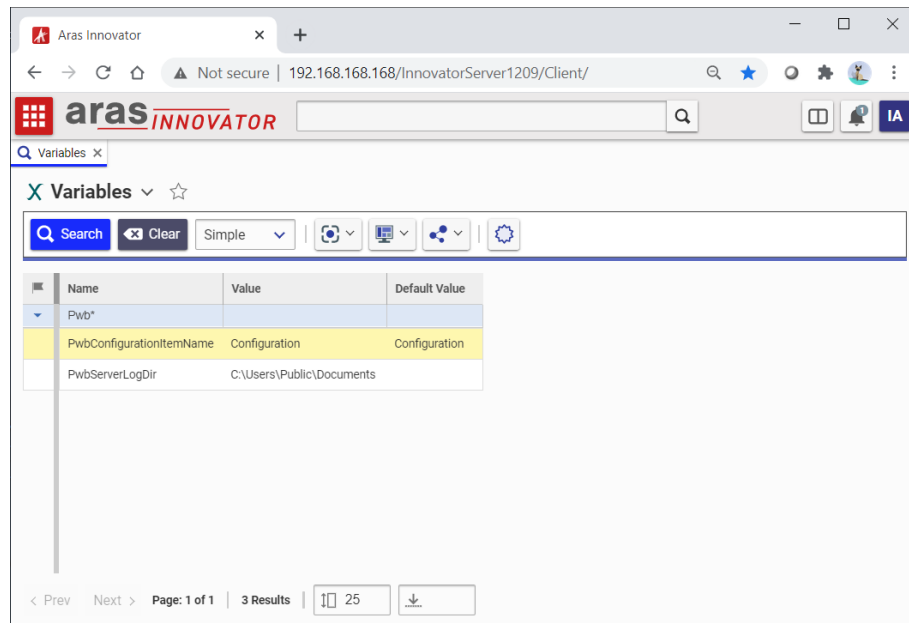 Aras Innovator
Not secure | 192.168.168.168/InnovatorServer1209/Client/
aras INNOVATOR
1
IA
Variables
Variables
Search Clear Simple
Name Value Default Value
Pwb*
PwbConfigurationItemName Configuration Configuration
PwbServerLogDir C:\Users\Public\Documents
< Prev Next > Page: 1 of 1 3 Results 25